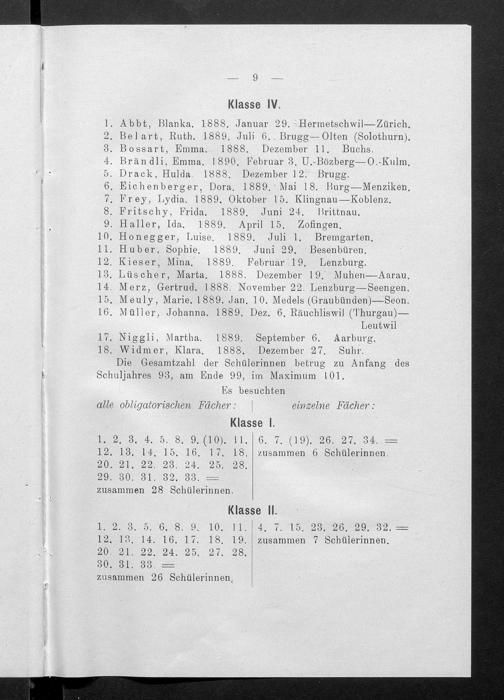 — 9 —
Klasse IV.
1. Abbt, Blanka. 1888. Januar 29. Hermetschwil—Zürich.
2. Belart, Ruth. 1889. Juli 6. Brugg—Olten (Solothurn).
3. Bossart, Emma. 1888. Dezember 11. Buchs.
4. Brändli, Emma. 1890. Februar 3. U.-Bözberg—O.-Kulm.
5. Drack, Hulda. 1888. Dezember 12. Brugg.
6. Eichenberger, Dora. 1889. Mai 18. Burg—Menziken.
7. Frey, Lydia. 1889. Oktober 15. Klingnau—Koblenz.
8. Fritschy, Frida. 1889. Juni 24. Brittnau.
9. Haller, Ida. 1889. April 15. Zofingen.
10. Honegger, Luise. 1889. Juli 1. Bremgarten.
11. Huber, Sophie. 1889. Juni 29. Besenbüren.
12. Kieser, Mina. 1889. Februar 19. Lenzburg.
13. Lüscher, Marta. 1888. Dezember 19. Muhen—Aarau.
14. Merz, Gertrud. 1888. November 22. Lenzburg—Seengen.
15. Meuly, Marie. 1889. Jan. 10. Medels (Graubünden)—Seon.
16. Müller, Johanna. 1889. Dez. 6. Räuchliswil (Thurgau)—
Leutwil
17. Niggli, Martha. 1889. September 6. Aarburg.
18. Widmer, Klara. 1888. Dezember 27. Suhr.
Die Gesamtzahl der Schülerinnen betrug zu Anfang des
Schuljahres 93, am Ende 99, im Maximum 101.
Es besuchten
alle obligatorischen Fächer: einzelne Fächer:
Klasse I.
1. 2. 3. 4. 5. 8. 9. (10). 11. 6. 7. (19). 26. 27. 34. =
12. 13. 14. 15. 16. 17. 18. zusammen 6 Schülerinnen.
20. 21. 22. 23. 24. 25. 28.
29. 30. 31. 32. 33. =
zusammen 28 Schülerinnen.
Klasse II.
1. 2. 3. 5. 6. 8. 9. 10. 11. 4. 7. 15. 23. 26. 29. 32. =
12. 13. 14. 16. 17. 18. 19. zusammen 7 Schülerinnen.
20 21. 22. 24. 25. 27. 28.
30. 31. 33. =
zusammen 26 Schülerinnen,